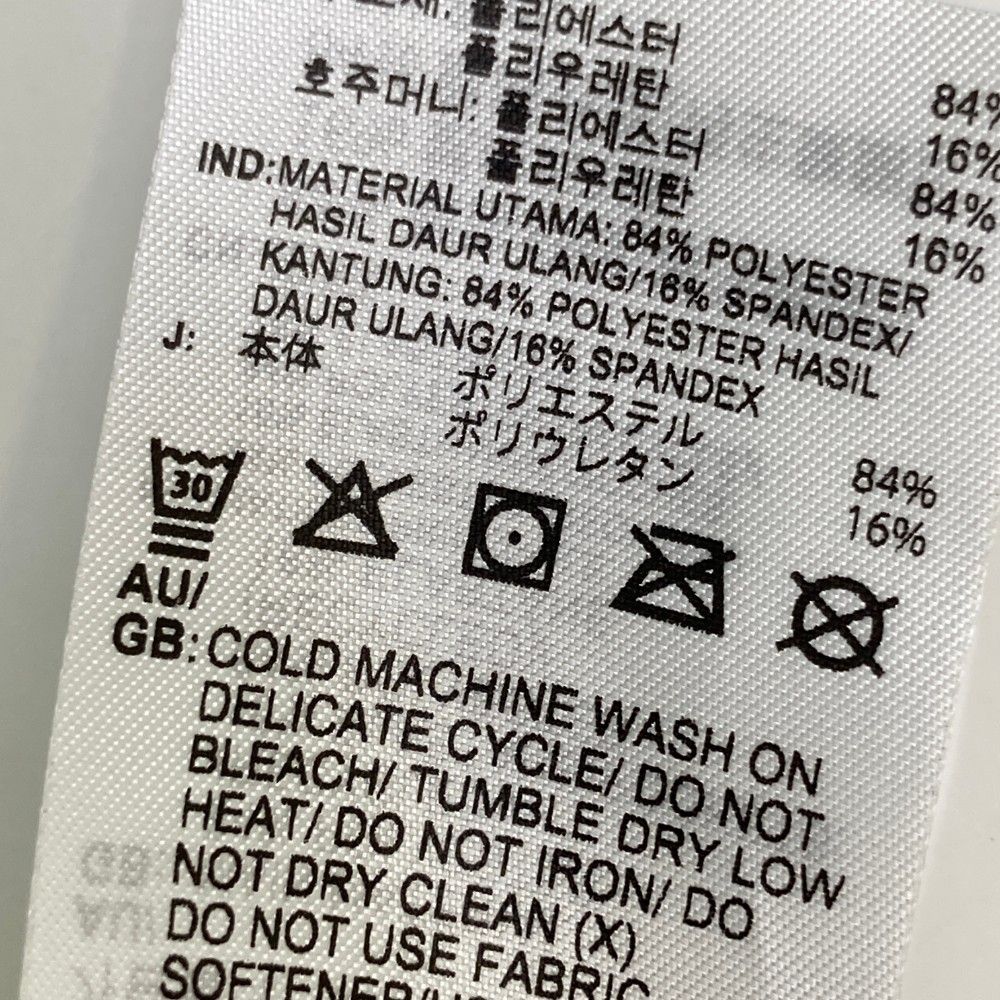 폴리에스터 84%
폴리우레탄 16%
호주머니: 폴리에스터 84%
폴리우레탄 16%
IND: MATERIAL UTAMA: 84% POLYESTER
HASIL DAUR ULANG/16% SPANDEX/
KANTUNG: 84% POLYESTER HASIL
DAUR ULANG/16% SPANDEX
J: 本体 ポリエステル 84%
ポリウレタン 16%
30
AU/
GB: COLD MACHINE WASH ON
DELICATE CYCLE/ DO NOT
BLEACH/ TUMBLE DRY LOW
HEAT/ DO NOT IRON/ DO
NOT DRY CLEAN (X)
DO NOT USE FABRIC
SOFTENER/